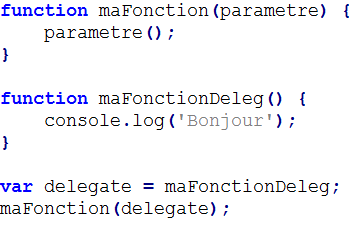 function maFonction(parametre) {
    parametre();
}

function maFonctionDeleg() {
    console.log('Bonjour');
}

var delegate = maFonctionDeleg;
maFonction(delegate);